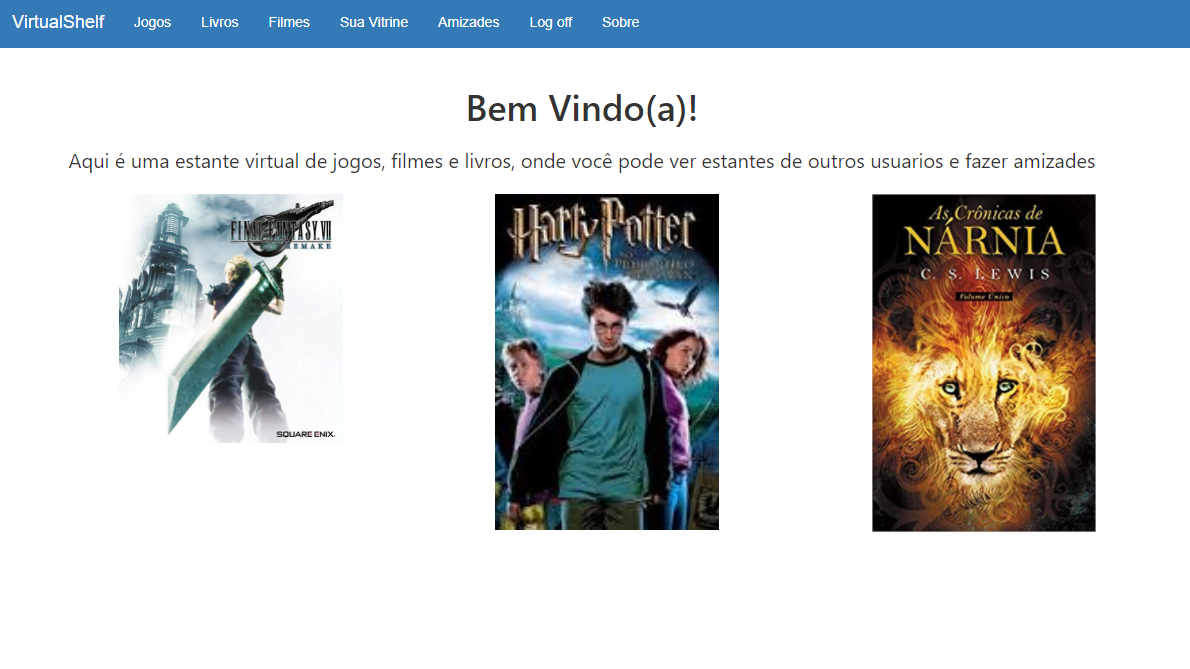 VirtualShelf Jogos Livros Filmes Sua Vitrine Amizades Log off Sobre
Bem Vindo(a)!
Aqui é uma estante virtual de jogos, filmes e livros, onde você pode ver estantes de outros usuarios e fazer amizades
FINAL FANTASY VII
REMAKE
SQUARE ENIX
Harry Potter
PRISIONEIRO
As Crônicas de
NÁRNIA
C. S. LEWIS
Volume Único